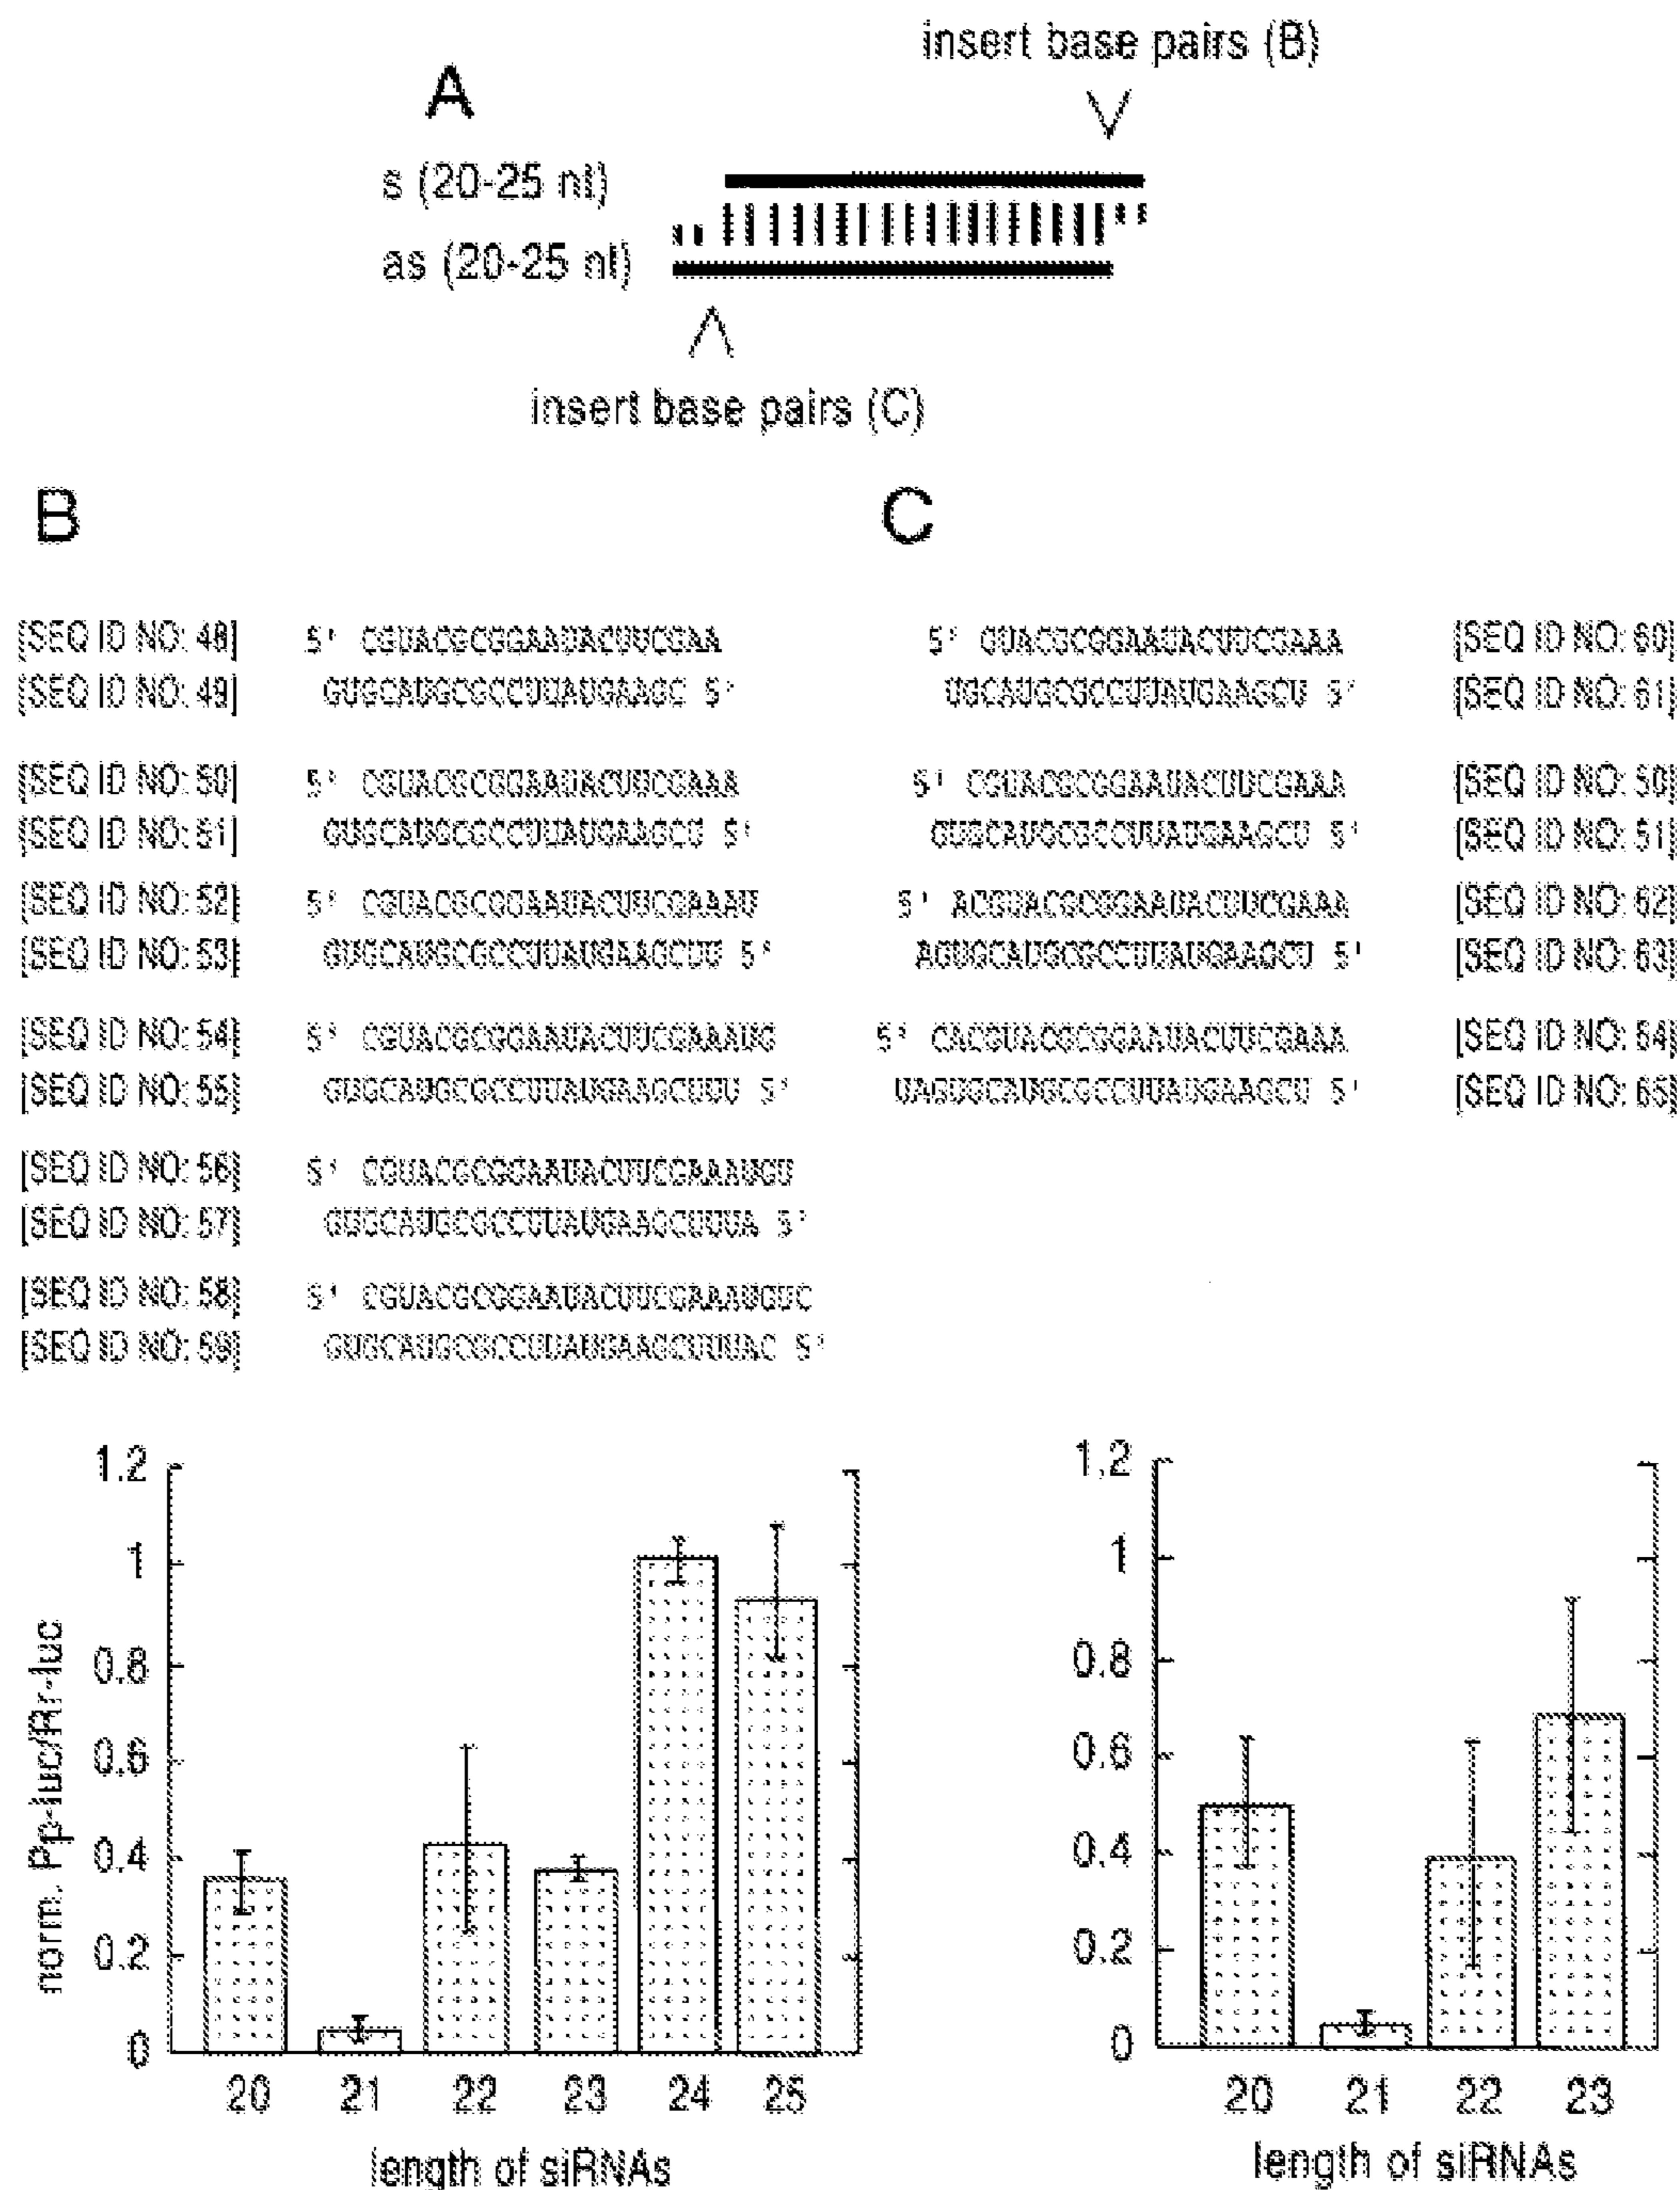 insert base pairs (B)
A
s (20-25 nt)
as (20-25 nt)
insert base pairs (C)
B
C
[SEQ ID NO: 48] 5' CGUACGCGGAAUACUUCGAA
[SEQ ID NO: 49] GUGCAUGCGCCUUAUGAAGC 5'
[SEQ ID NO: 50] 5' CGUACGCGGAAUACUUCGAAA
[SEQ ID NO: 51] GUGCAUGCGCCUUAUGAAGCU 5'
[SEQ ID NO: 52] 5' CGUACGCGGAAUACUUCGAAAU
[SEQ ID NO: 53] GUGCAUGCGCCUUAUGAAGCUU 5'
[SEQ ID NO: 54] 5' CGUACGCGGAAUACUUCGAAAUG
[SEQ ID NO: 55] GUGCAUGCGCCUUAUGAAGCUUU 5'
[SEQ ID NO: 56] 5' CGUACGCGGAAUACUUCGAAAUGU
[SEQ ID NO: 57] GUGCAUGCGCCUUAUGAAGCUUUA 5'
[SEQ ID NO: 58] 5' CGUACGCGGAAUACUUCGAAAUGUC
[SEQ ID NO: 59] GUGCAUGCGCCUUAUGAAGCUUUAC 5'
5' GUACGCGGAAUACUUCGAAA [SEQ ID NO: 60]
UGCAUGCGCCUUAUGAAGCU 5' [SEQ ID NO: 61]
5' CGUACGCGGAAUACUUCGAAA [SEQ ID NO: 50]
GUGCAUGCGCCUUAUGAAGCU 5' [SEQ ID NO: 51]
5' ACGUACGCGGAAUACUUCGAAA [SEQ ID NO: 62]
AGUGCAUGCGCCUUAUGAAGCU 5' [SEQ ID NO: 63]
5' CACGUACGCGGAAUACUUCGAAA [SEQ ID NO: 64]
UAGUGCAUGCGCCUUAUGAAGCU 5' [SEQ ID NO: 65]
norm. Pp-luc/Rr-luc
1.2
1
0.8
0.6
0.4
0.2
0
20 21 22 23 24 25
length of siRNAs
1.2
1
0.8
0.6
0.4
0.2
0
20 21 22 23
length of siRNAs